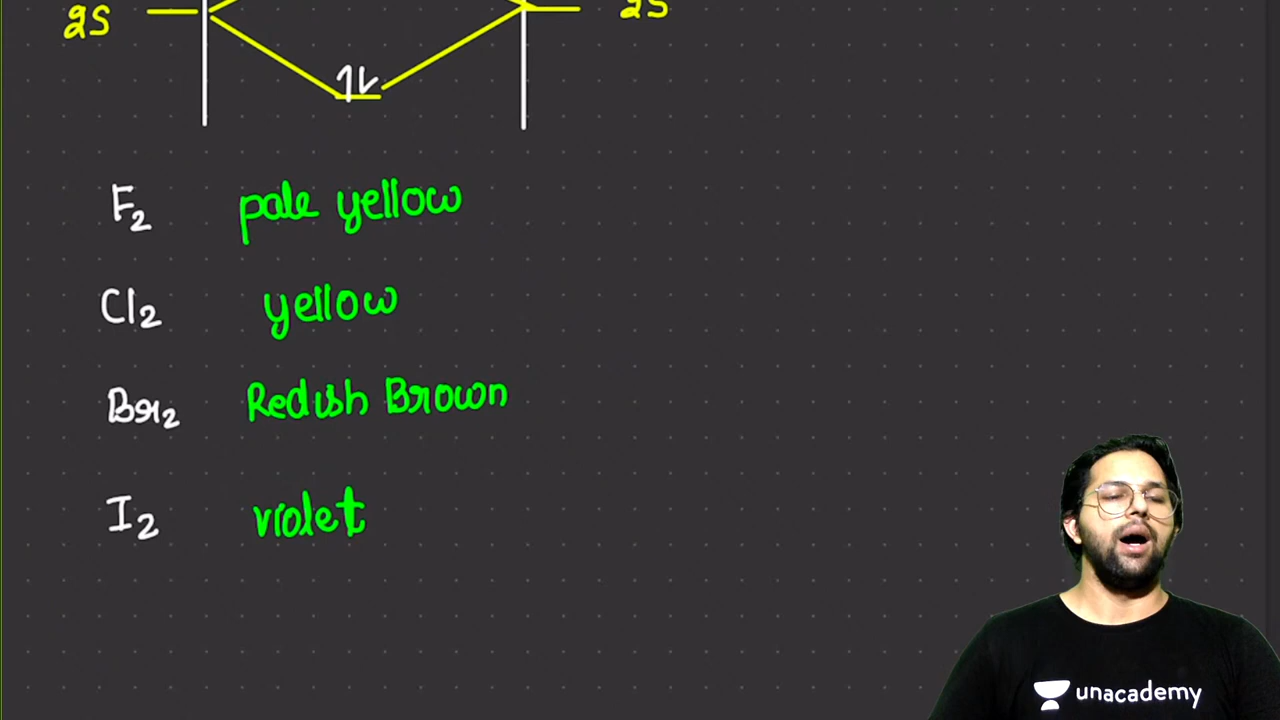 2s 2s
↿⇂
F₂ pale yellow
Cl₂ yellow
Br₂ Redish Brown
I₂ violet
unacademy